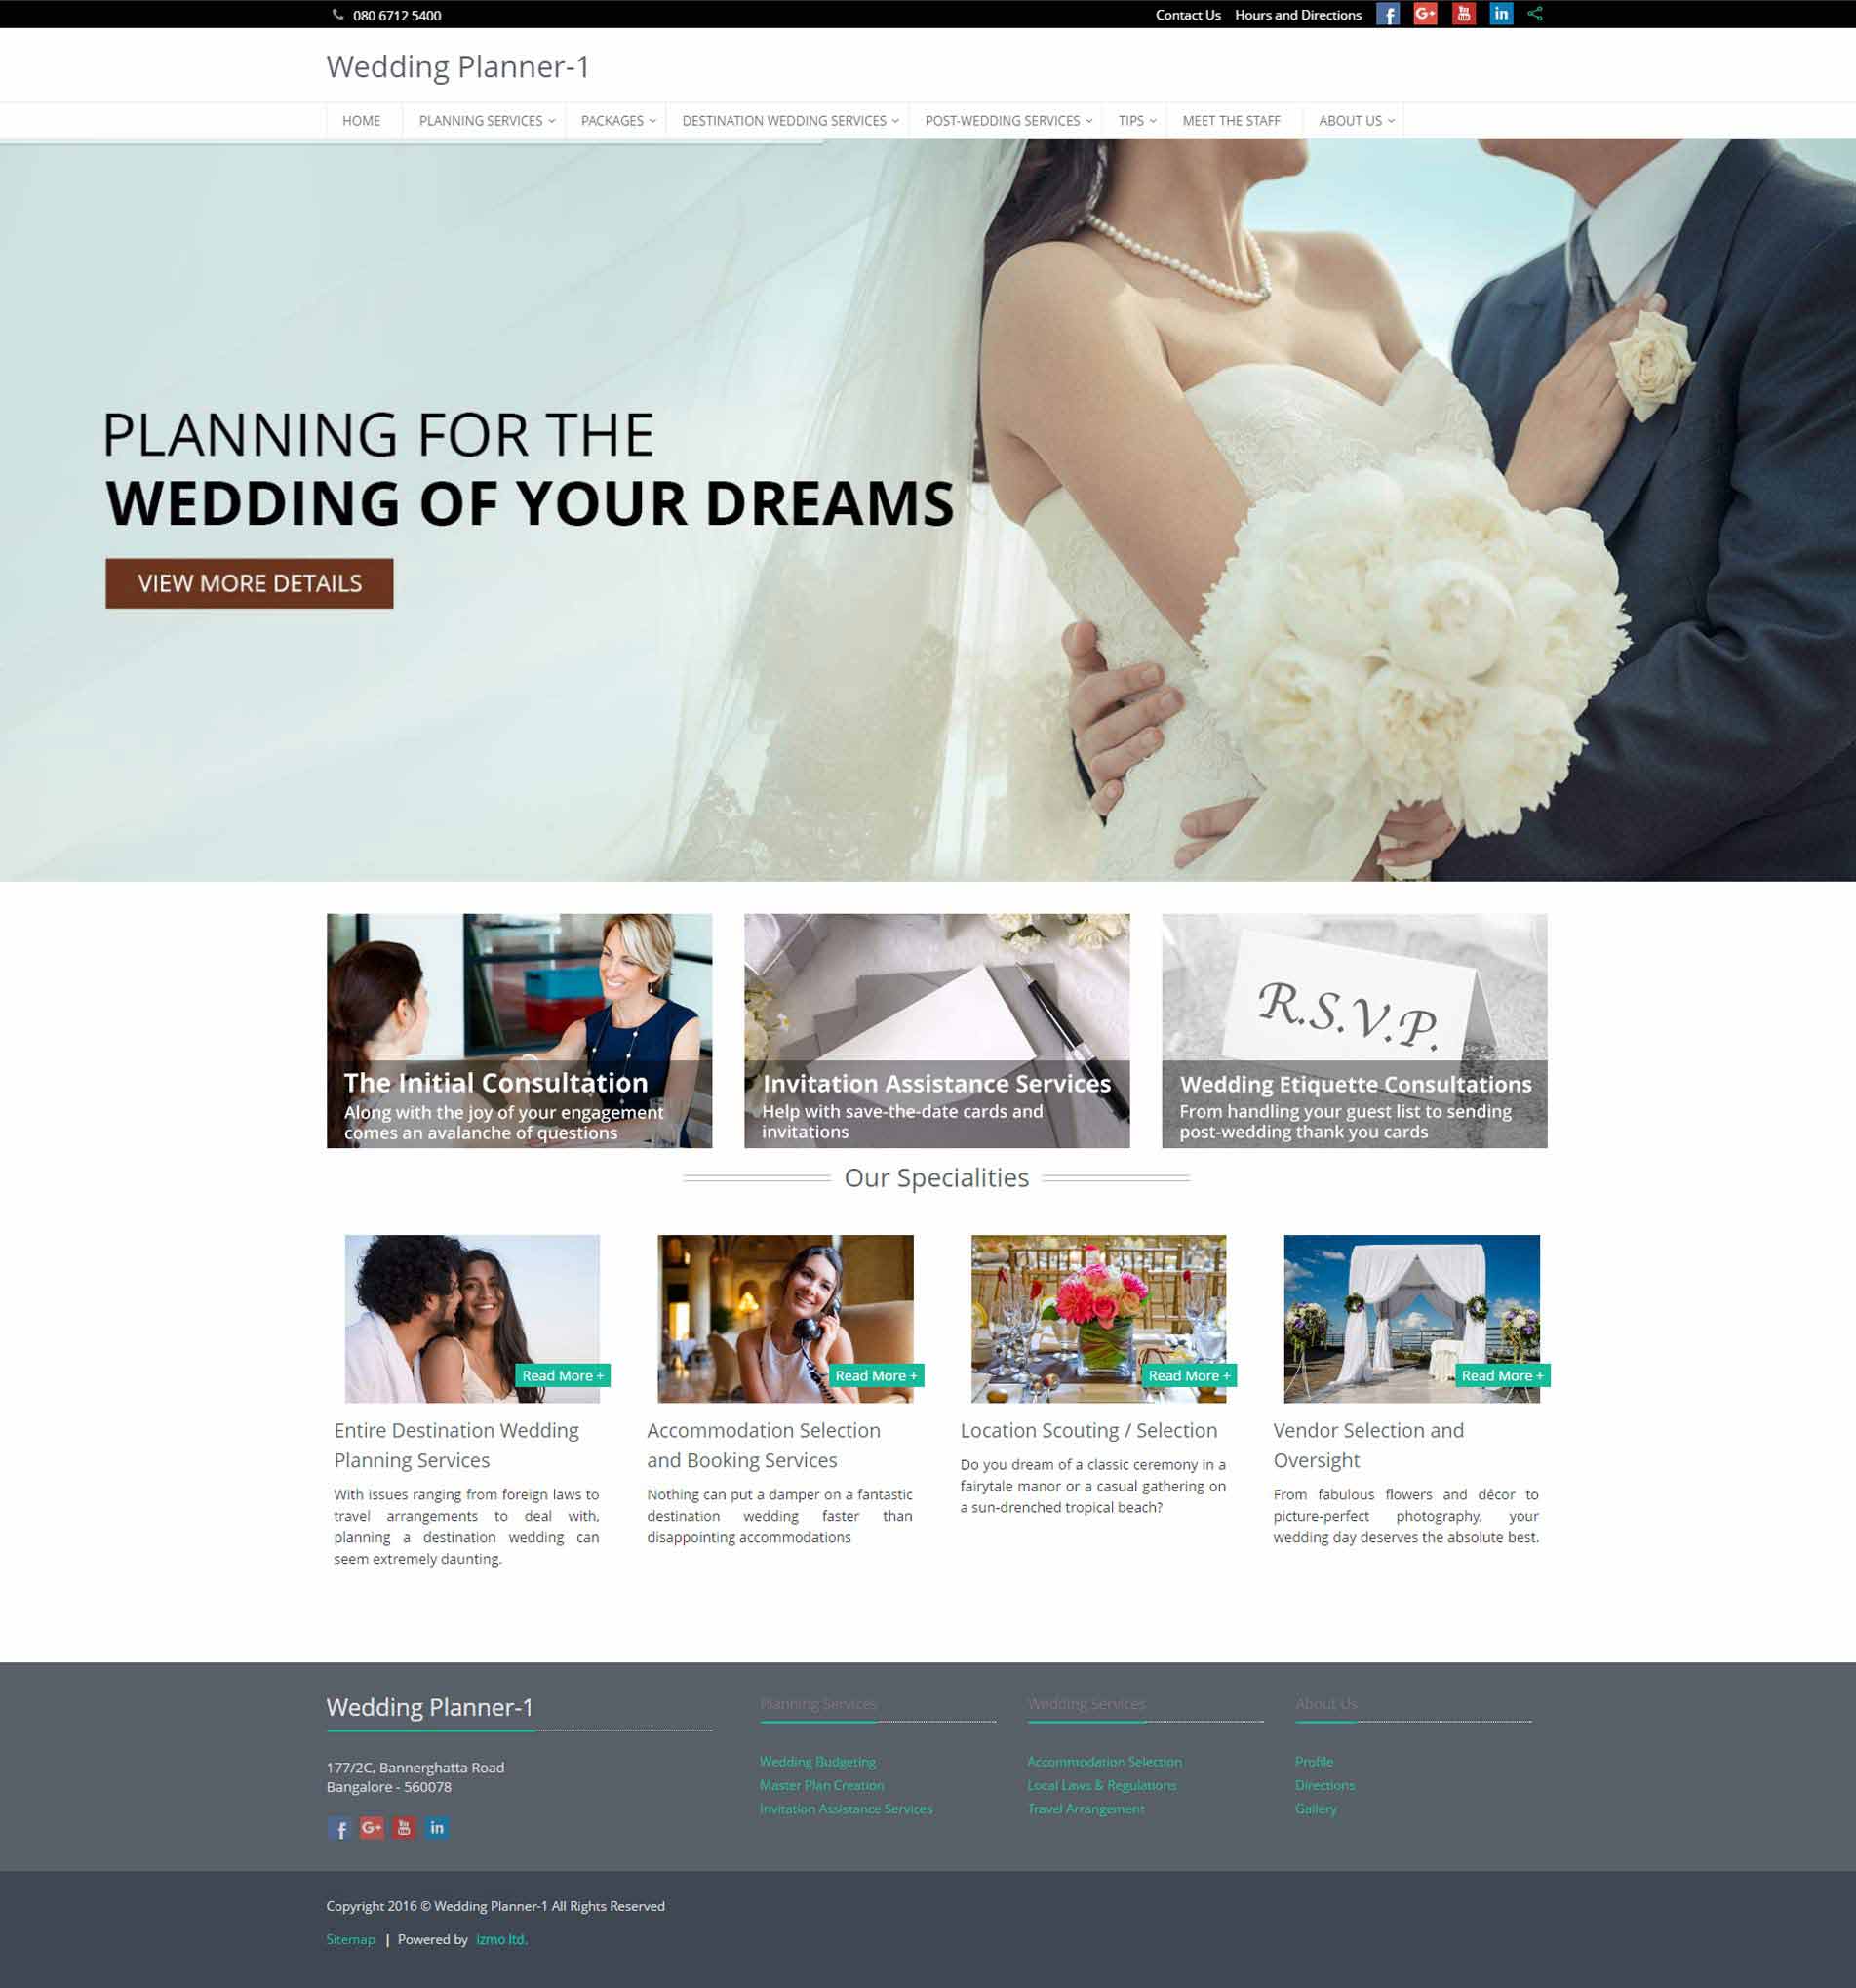 080 6712 5400
Contact Us Hours and Directions
Wedding Planner-1
HOME PLANNING SERVICES PACKAGES DESTINATION WEDDING SERVICES POST-WEDDING SERVICES TIPS MEET THE STAFF ABOUT US
PLANNING FOR THE
WEDDING OF YOUR DREAMS
VIEW MORE DETAILS
The Initial Consultation
Along with the joy of your engagement
comes an avalanche of questions
Invitation Assistance Services
Help with save-the-date cards and
invitations
R.S.V.P.
Wedding Etiquette Consultations
From handling your guest list to sending
post-wedding thank you cards
Our Specialities
Read More +
Entire Destination Wedding
Planning Services
With issues ranging from foreign laws to
travel arrangements to deal with,
planning a destination wedding can
seem extremely daunting.
Read More +
Accommodation Selection
and Booking Services
Nothing can put a damper on a fantastic
destination wedding faster than
disappointing accommodations
Read More +
Location Scouting / Selection
Do you dream of a classic ceremony in a
fairytale manor or a casual gathering on
a sun-drenched tropical beach?
Read More +
Vendor Selection and
Oversight
From fabulous flowers and décor to
picture-perfect photography, your
wedding day deserves the absolute best.
Wedding Planner-1
177/2C, Bannerghatta Road
Bangalore - 560078
Planning Services
Wedding Budgeting
Master Plan Creation
Invitation Assistance Services
Wedding Services
Accommodation Selection
Local Laws & Regulations
Travel Arrangement
About Us
Profile
Directions
Gallery
Copyright 2016 © Wedding Planner-1 All Rights Reserved
Sitemap | Powered by izmo ltd.